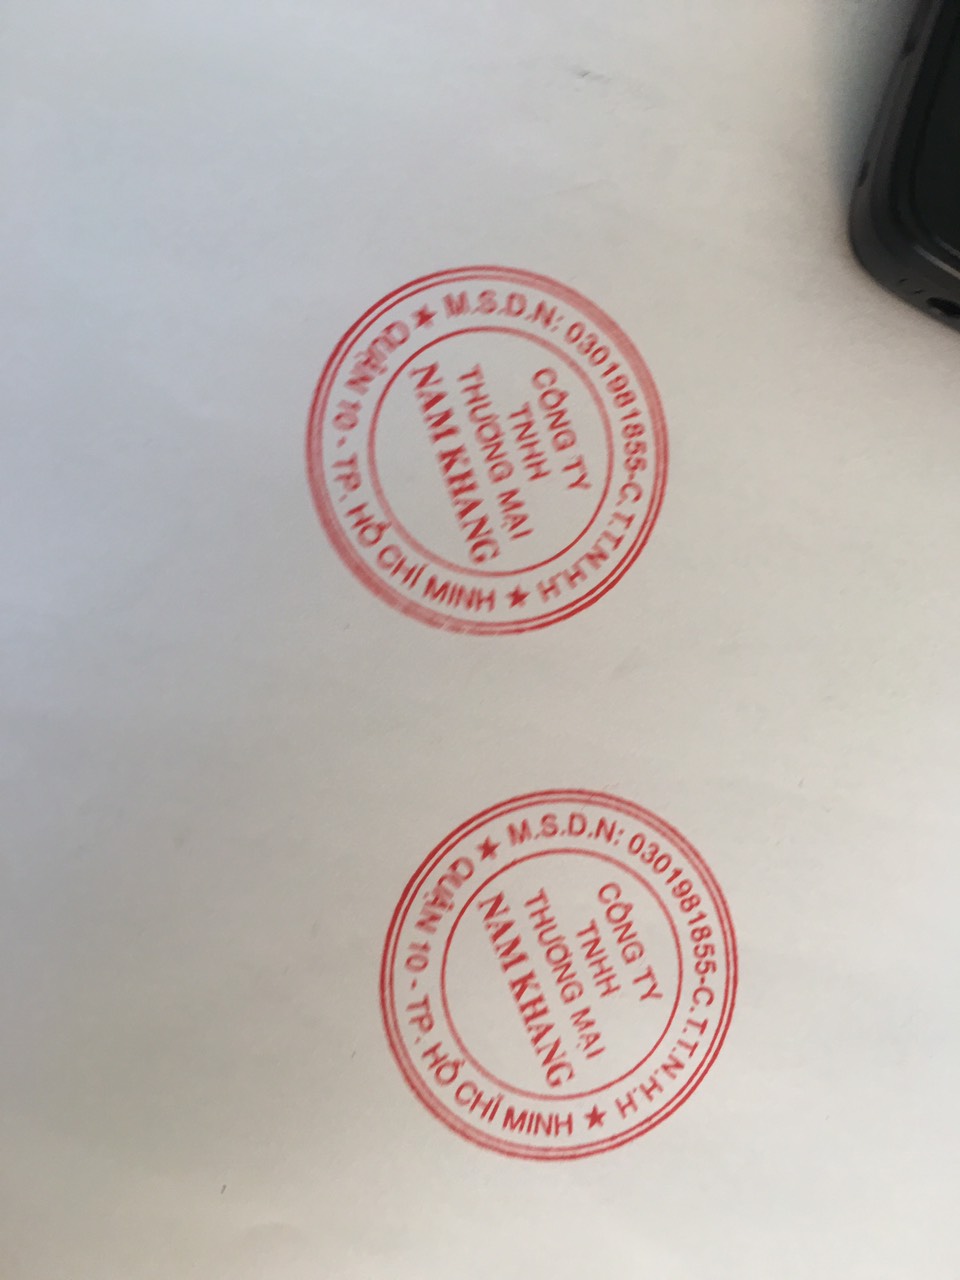 M.S.D.N: 0301981855-C.T.T.N.H.H
CÔNG TY
TNHH
THƯƠNG MẠI
NAM KHANG
QUẬN 10 - TP. HỒ CHÍ MINH
M.S.D.N: 0301981855-C.T.T.N.H.H
CÔNG TY
TNHH
THƯƠNG MẠI
NAM KHANG
QUẬN 10 - TP. HỒ CHÍ MINH